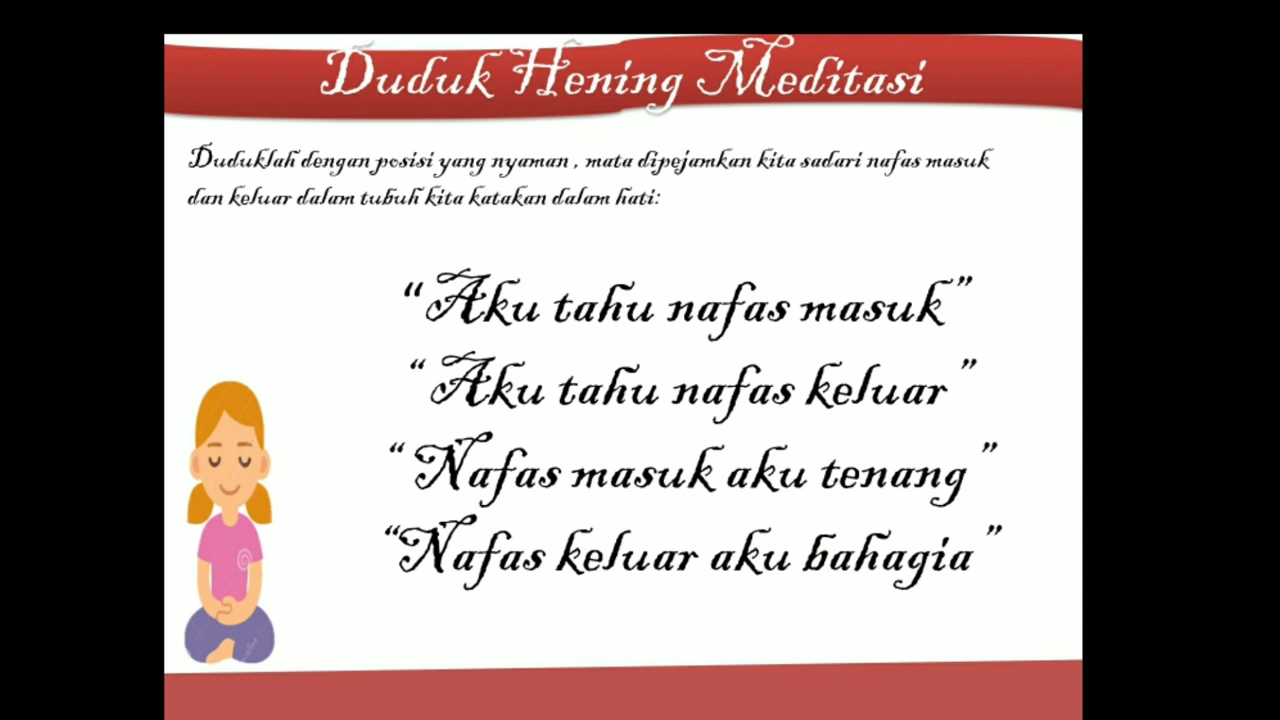 Duduk Hening Meditasi
Duduklah dengan posisi yang nyaman , mata dipejamkan kita sadari nafas masuk
dan keluar dalam tubuh kita katakan dalam hati:
“Aku tahu nafas masuk”
“ Aku tahu nafas keluar ”
“ Nafas masuk aku tenang ”
“Nafas keluar aku bahagia ”